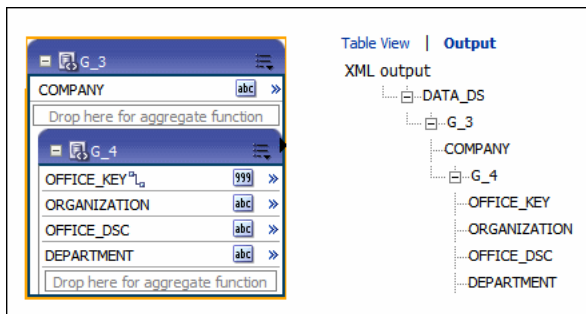 G_3
COMPANY abc »
Drop here for aggregate function
G_4
OFFICE_KEY 999 »
ORGANIZATION abc »
OFFICE_DSC abc »
DEPARTMENT abc »
Drop here for aggregate function
Table View | Output
XML output
DATA_DS
G_3
COMPANY
G_4
OFFICE_KEY
ORGANIZATION
OFFICE_DSC
DEPARTMENT